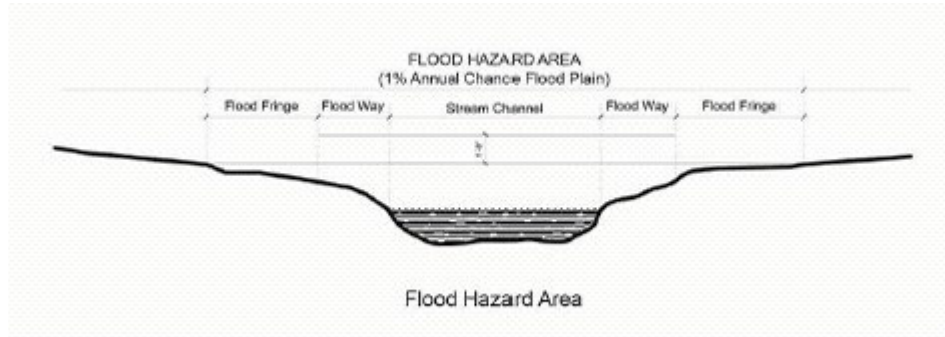 FLOOD HAZARD AREA
(1% Annual Chance Flood Plain)
Flood Fringe Flood Way Stream Channel Flood Way Flood Fringe
Flood Hazard Area